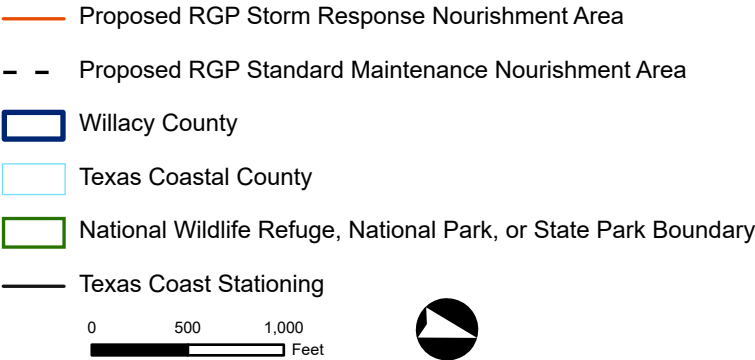 Proposed RGP Storm Response Nourishment Area
Proposed RGP Standard Maintenance Nourishment Area
Willacy County
Texas Coastal County
National Wildlife Refuge, National Park, or State Park Boundary
Texas Coast Stationing
0 500 1,000
Feet